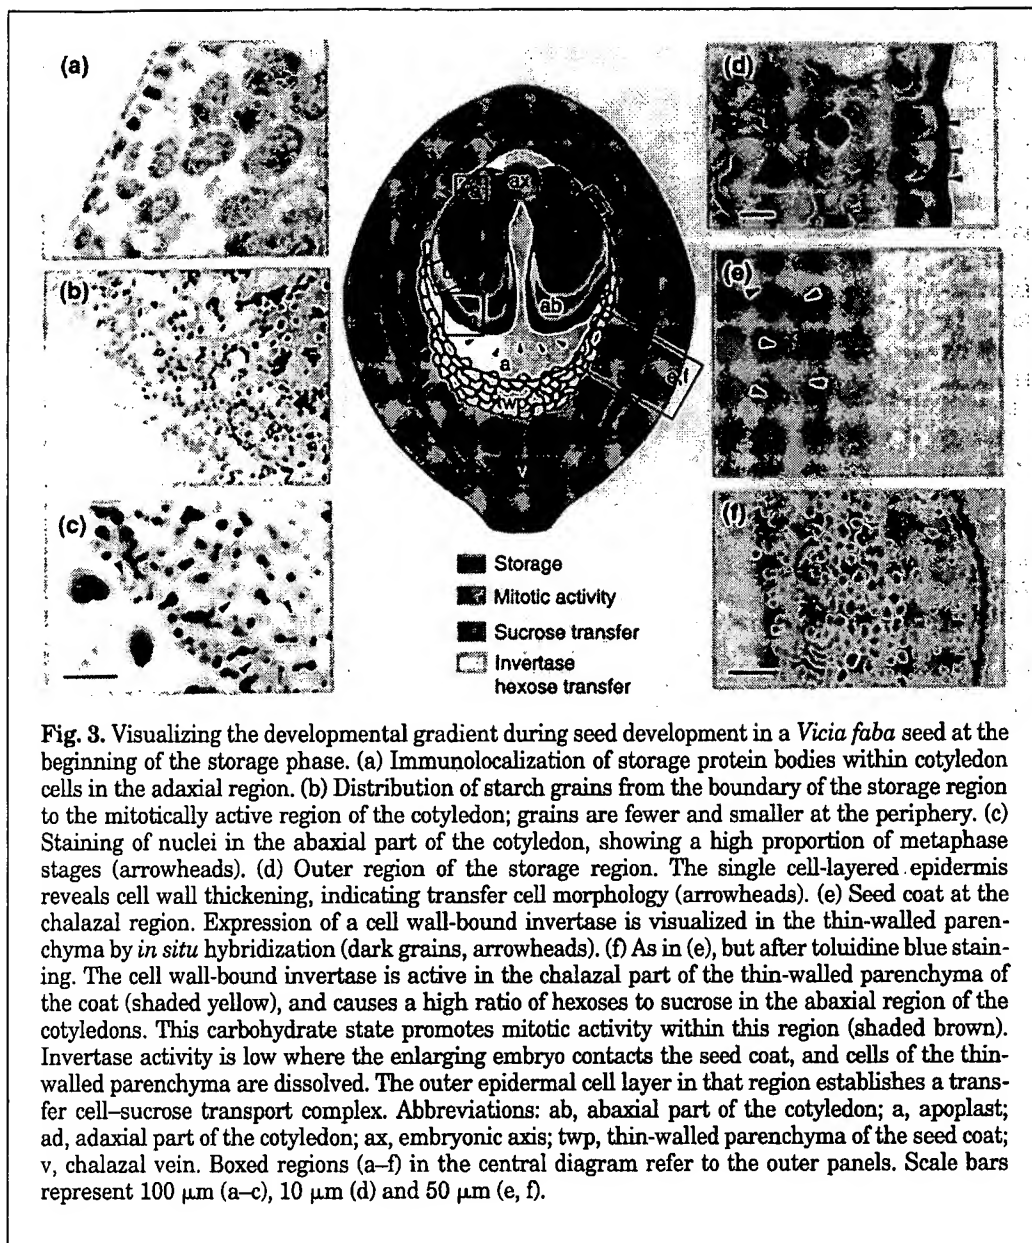 (a)
(d)
ax
(b)
(e)
ab
a
twp
v
(c)
(f)
Storage
Mitotic activity
Sucrose transfer
Invertase
hexose transfer
Fig. 3. Visualizing the developmental gradient during seed development in a Vicia faba seed at the
beginning of the storage phase. (a) Immunolocalization of storage protein bodies within cotyledon
cells in the adaxial region. (b) Distribution of starch grains from the boundary of the storage region
to the mitotically active region of the cotyledon; grains are fewer and smaller at the periphery. (c)
Staining of nuclei in the abaxial part of the cotyledon, showing a high proportion of metaphase
stages (arrowheads). (d) Outer region of the storage region. The single cell-layered epidermis
reveals cell wall thickening, indicating transfer cell morphology (arrowheads). (e) Seed coat at the
chalazal region. Expression of a cell wall-bound invertase is visualized in the thin-walled paren-
chyma by in situ hybridization (dark grains, arrowheads). (f) As in (e), but after toluidine blue stain-
ing. The cell wall-bound invertase is active in the chalazal part of the thin-walled parenchyma of
the coat (shaded yellow), and causes a high ratio of hexoses to sucrose in the abaxial region of the
cotyledons. This carbohydrate state promotes mitotic activity within this region (shaded brown).
Invertase activity is low where the enlarging embryo contacts the seed coat, and cells of the thin-
walled parenchyma are dissolved. The outer epidermal cell layer in that region establishes a trans-
fer cell–sucrose transport complex. Abbreviations: ab, abaxial part of the cotyledon; a, apoplast;
ad, adaxial part of the cotyledon; ax, embryonic axis; twp, thin-walled parenchyma of the seed coat;
v, chalazal vein. Boxed regions (a–f) in the central diagram refer to the outer panels. Scale bars
represent 100 μm (a–c), 10 μm (d) and 50 μm (e, f).